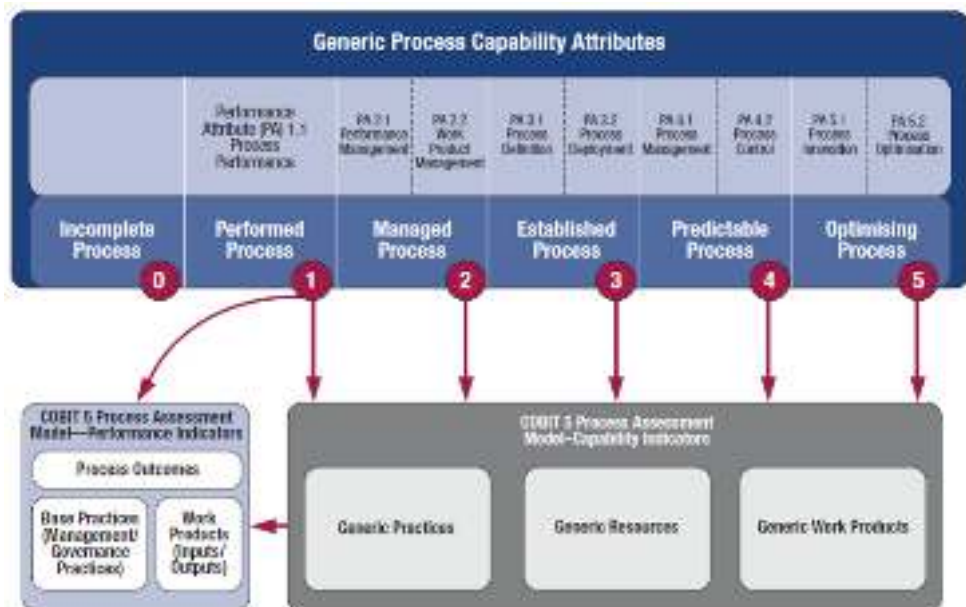 Generic Process Capability Attributes
Performance
Attribute (PA) 1.1
Process
Performance
PA 2.1
Performance
Management
PA 2.2
Work
Product
Management
PA 3.1
Process
Definition
PA 3.2
Process
Deployment
PA 4.1
Process
Management
PA 4.2
Process
Control
PA 5.1
Process
Innovation
PA 5.2
Process
Optimisation
Incomplete
Process
0
Performed
Process
1
Managed
Process
2
Established
Process
3
Predictable
Process
4
Optimising
Process
5
COBIT 5 Process Assessment
Model—Performance Indicators
Process Outcomes
Base Practices
(Management/
Governance
Practices)
Work
Products
(Inputs/
Outputs)
COBIT 5 Process Assessment
Model–Capability Indicators
Generic Practices
Generic Resources
Generic Work Products